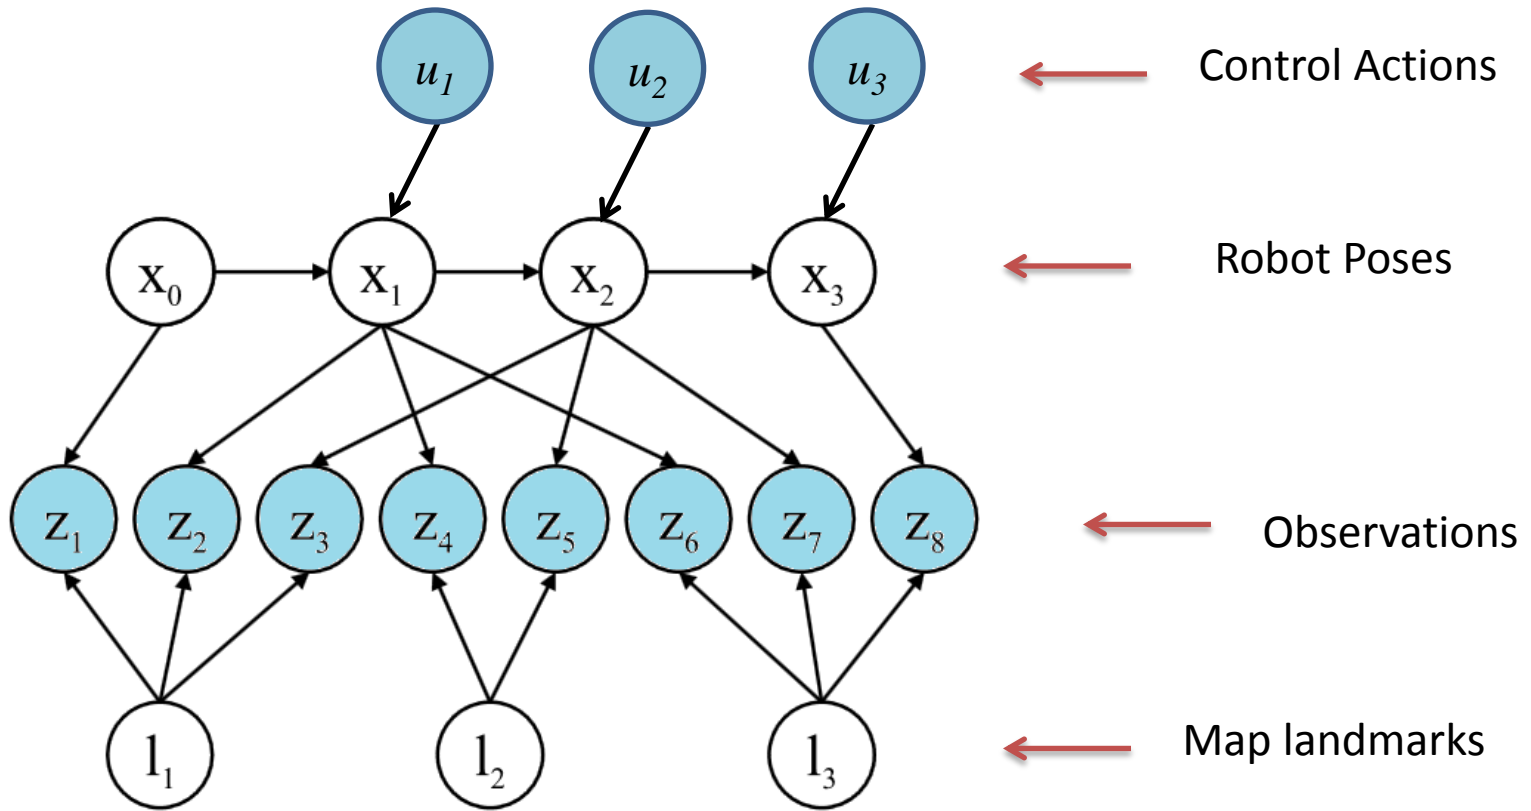 u1 u2 u3 Control Actions
x0 x1 x2 x3 Robot Poses
z1 z2 z3 z4 z5 z6 z7 z8 Observations
l1 l2 l3 Map landmarks